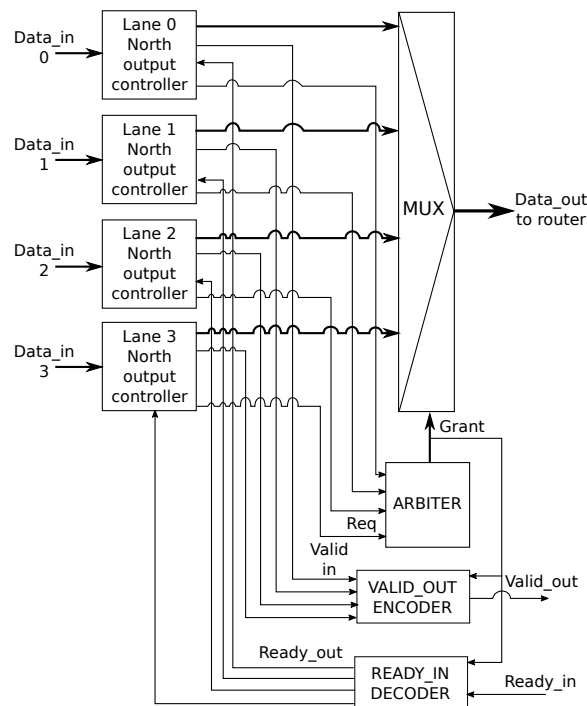 Data_in
0
Lane 0
North
output
controller
Data_in
1
Lane 1
North
output
controller
Data_in
2
Lane 2
North
output
controller
Data_in
3
Lane 3
North
output
controller
MUX
Data_out
to router
Grant
ARBITER
Req
Valid
in
VALID_OUT
ENCODER
Valid_out
Ready_out
READY_IN
DECODER
Ready_in